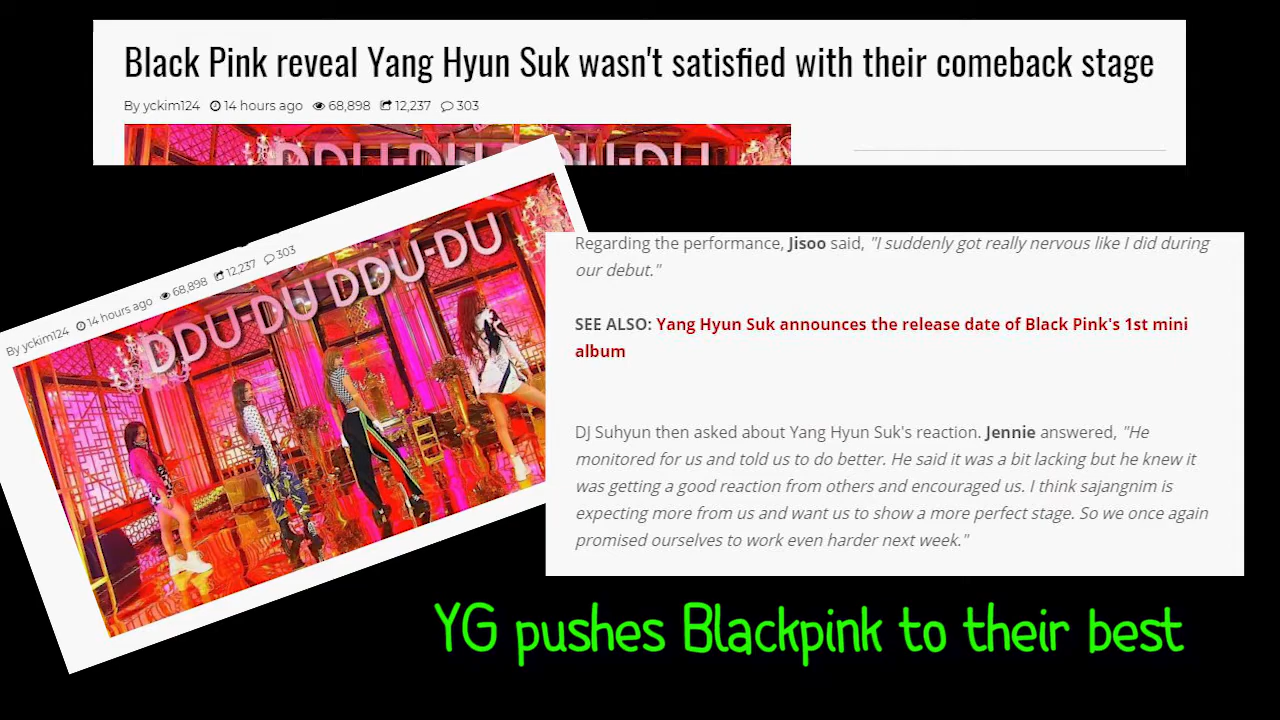 Black Pink reveal Yang Hyun Suk wasn't satisfied with their comeback stage
By yckim124 14 hours ago 68,898 12,237 303
DDU-DU DDU-DU
By yckim124 14 hours ago 68,898 12,237 303
DDU-DU DDU-DU
Regarding the performance, Jisoo said, "I suddenly got really nervous like I did during
our debut."
SEE ALSO: Yang Hyun Suk announces the release date of Black Pink's 1st mini
album
DJ Suhyun then asked about Yang Hyun Suk's reaction. Jennie answered, "He
monitored for us and told us to do better. He said it was a bit lacking but he knew it
was getting a good reaction from others and encouraged us. I think sajangnim is
expecting more from us and want us to show a more perfect stage. So we once again
promised ourselves to work even harder next week."
YG pushes Blackpink to their best